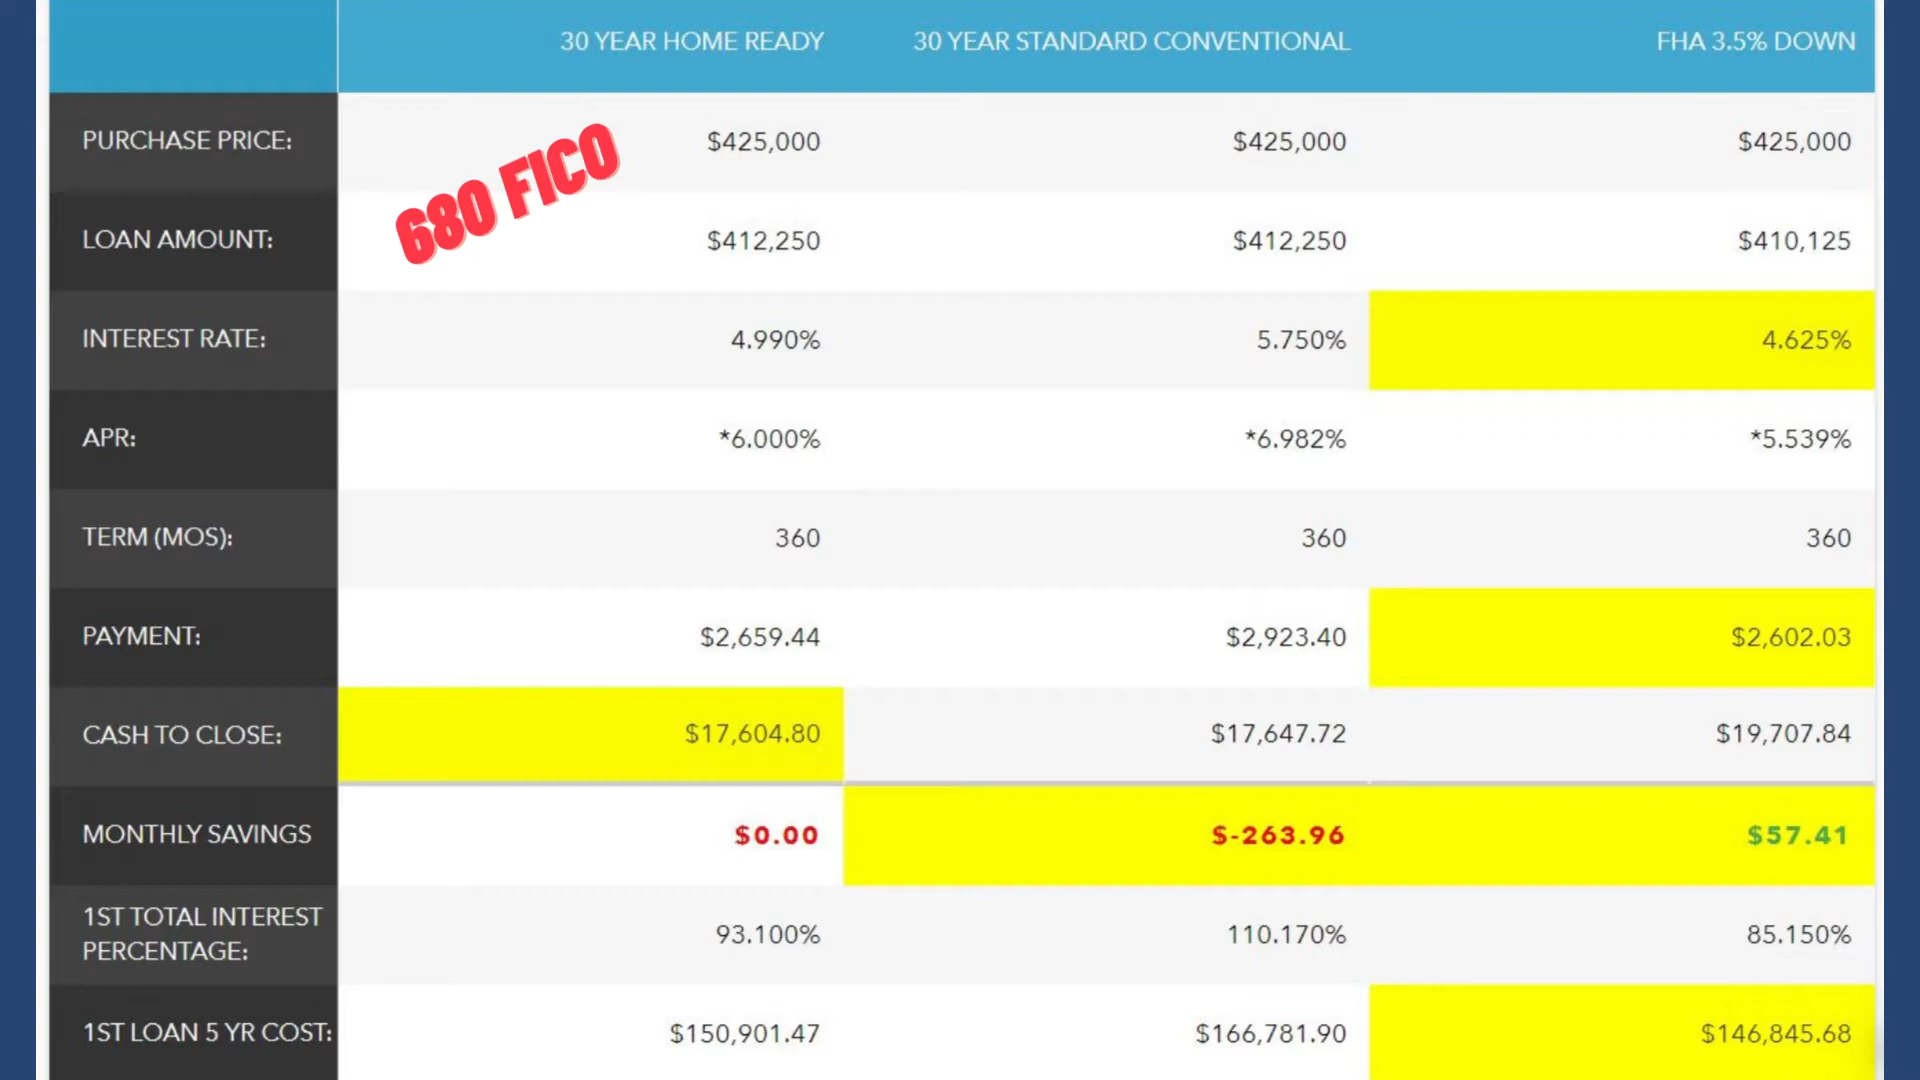 30 YEAR HOME READY 30 YEAR STANDARD CONVENTIONAL FHA 3.5% DOWN
PURCHASE PRICE: $425,000 $425,000 $425,000
680 FICO
LOAN AMOUNT: $412,250 $412,250 $410,125
INTEREST RATE: 4.990% 5.750% 4.625%
APR: *6.000% *6.982% *5.539%
TERM (MOS): 360 360 360
PAYMENT: $2,659.44 $2,923.40 $2,602.03
CASH TO CLOSE: $17,604.80 $17,647.72 $19,707.84
MONTHLY SAVINGS $0.00 $-263.96 $57.41
1ST TOTAL INTEREST
PERCENTAGE: 93.100% 110.170% 85.150%
1ST LOAN 5 YR COST: $150,901.47 $166,781.90 $146,845.68